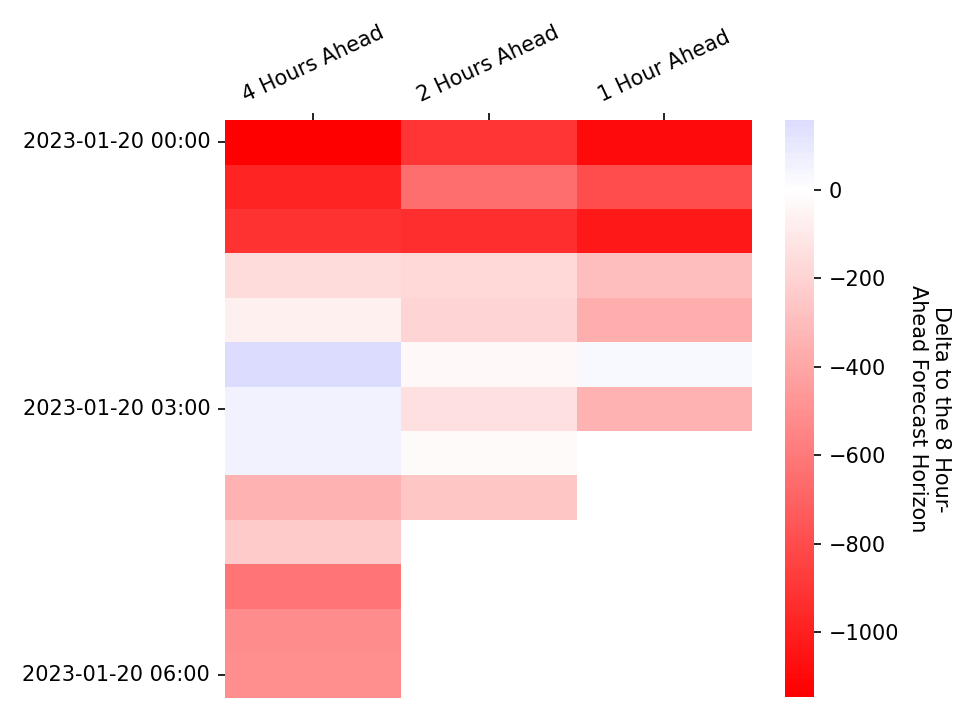 4 Hours Ahead
2 Hours Ahead
1 Hour Ahead
2023-01-20 00:00
2023-01-20 03:00
2023-01-20 06:00
0
−200
−400
−600
−800
−1000
Delta to the 8 Hour-
Ahead Forecast Horizon